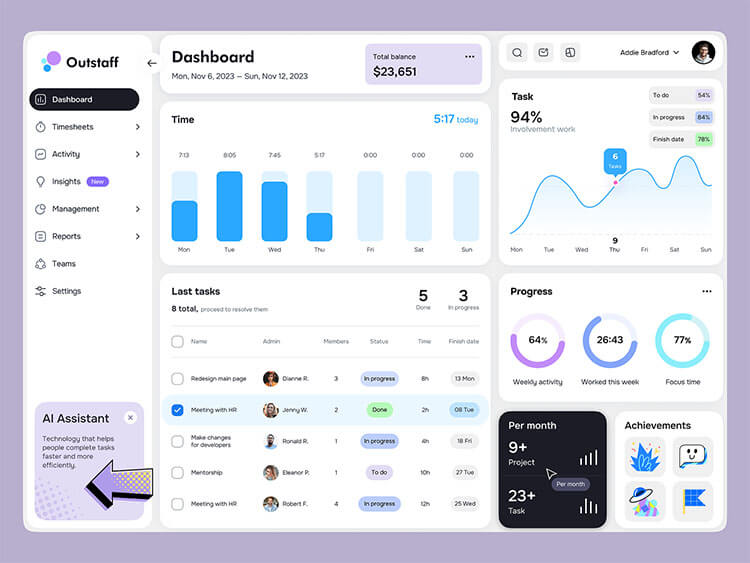 Outstaff
Dashboard
Timesheets
Activity
Insights New
Management
Reports
Teams
Settings
AI Assistant
Technology that helps
people complete tasks
faster and more
efficiently.
Dashboard
Mon, Nov 6, 2023 – Sun, Nov 12, 2023
Total balance
$23,651
Addie Bradford
Time
5:17 today
7:13 8:05 7:45 5:17 0:00 0:00 0:00
Mon Tue Wed Thu Fri Sat Sun
Task
94%
Involvement work
To do 54%
In progress 84%
Finish date 78%
6
Tasks
9
Mon Tue Wed Thu Fri Sat Sun
Last tasks
8 total, proceed to resolve them
5
Done
3
In progress
Name Admin Members Status Time Finish date
Redesign main page Dianne R. 3 In progress 8h 13 Mon
Meeting with HR Jenny W. 2 Done 2h 08 Tue
Make changes
for developers Ronald R. 1 In progress 4h 18 Fri
Mentorship Eleanor P. 1 To do 10h 27 Tue
Meeting with HR Robert F. 4 In progress 12h 25 Wed
Progress
64% 26:43 77%
Weekly activity Worked this week Focus time
Per month
9+
Project
Per month
23+
Task
Achievements